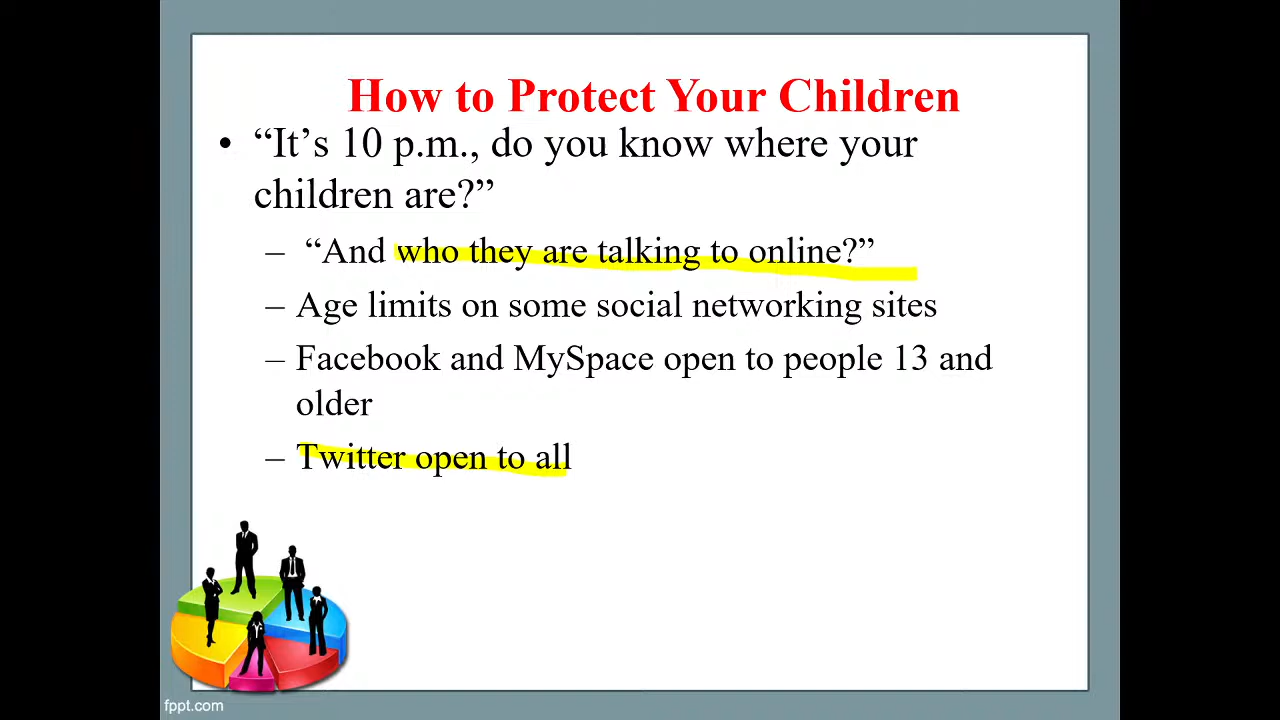 How to Protect Your Children
• “It’s 10 p.m., do you know where your
children are?”
– “And who they are talking to online?”
– Age limits on some social networking sites
– Facebook and MySpace open to people 13 and
older
– Twitter open to all
fppt.com